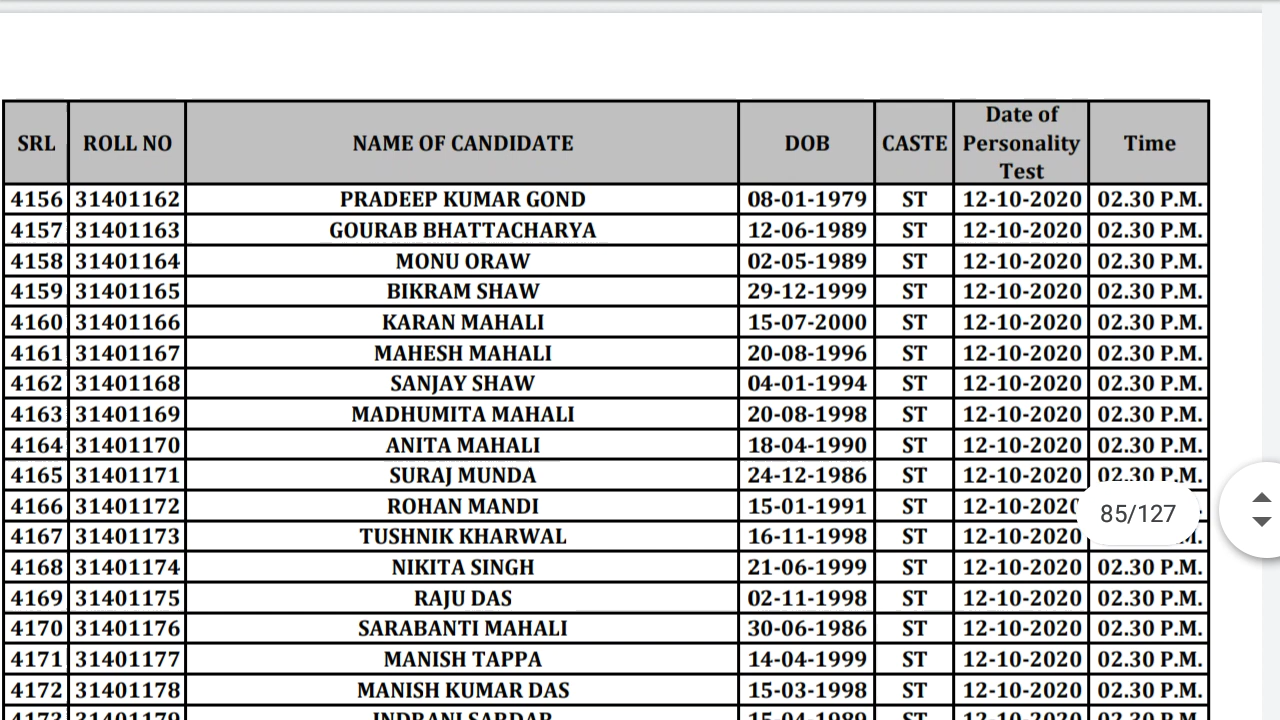 SRL ROLL NO NAME OF CANDIDATE DOB CASTE Date of Personality Test Time
4156 31401162 PRADEEP KUMAR GOND 08-01-1979 ST 12-10-2020 02.30 P.M.
4157 31401163 GOURAB BHATTACHARYA 12-06-1989 ST 12-10-2020 02.30 P.M.
4158 31401164 MONU ORAW 02-05-1989 ST 12-10-2020 02.30 P.M.
4159 31401165 BIKRAM SHAW 29-12-1999 ST 12-10-2020 02.30 P.M.
4160 31401166 KARAN MAHALI 15-07-2000 ST 12-10-2020 02.30 P.M.
4161 31401167 MAHESH MAHALI 20-08-1996 ST 12-10-2020 02.30 P.M.
4162 31401168 SANJAY SHAW 04-01-1994 ST 12-10-2020 02.30 P.M.
4163 31401169 MADHUMITA MAHALI 20-08-1998 ST 12-10-2020 02.30 P.M.
4164 31401170 ANITA MAHALI 18-04-1990 ST 12-10-2020 02.30 P.M.
4165 31401171 SURAJ MUNDA 24-12-1986 ST 12-10-2020 02.30 P.M.
4166 31401172 ROHAN MANDI 15-01-1991 ST 12-10-2020
85/127
4167 31401173 TUSHNIK KHARWAL 16-11-1998 ST 12-10-2020
4168 31401174 NIKITA SINGH 21-06-1999 ST 12-10-2020 02.30 P.M.
4169 31401175 RAJU DAS 02-11-1998 ST 12-10-2020 02.30 P.M.
4170 31401176 SARABANTI MAHALI 30-06-1986 ST 12-10-2020 02.30 P.M.
4171 31401177 MANISH TAPPA 14-04-1999 ST 12-10-2020 02.30 P.M.
4172 31401178 MANISH KUMAR DAS 15-03-1998 ST 12-10-2020 02.30 P.M.
4173 31401179 INDRANI SARDAR 15-04-1989 ST 12-10-2020 02.30 P.M.